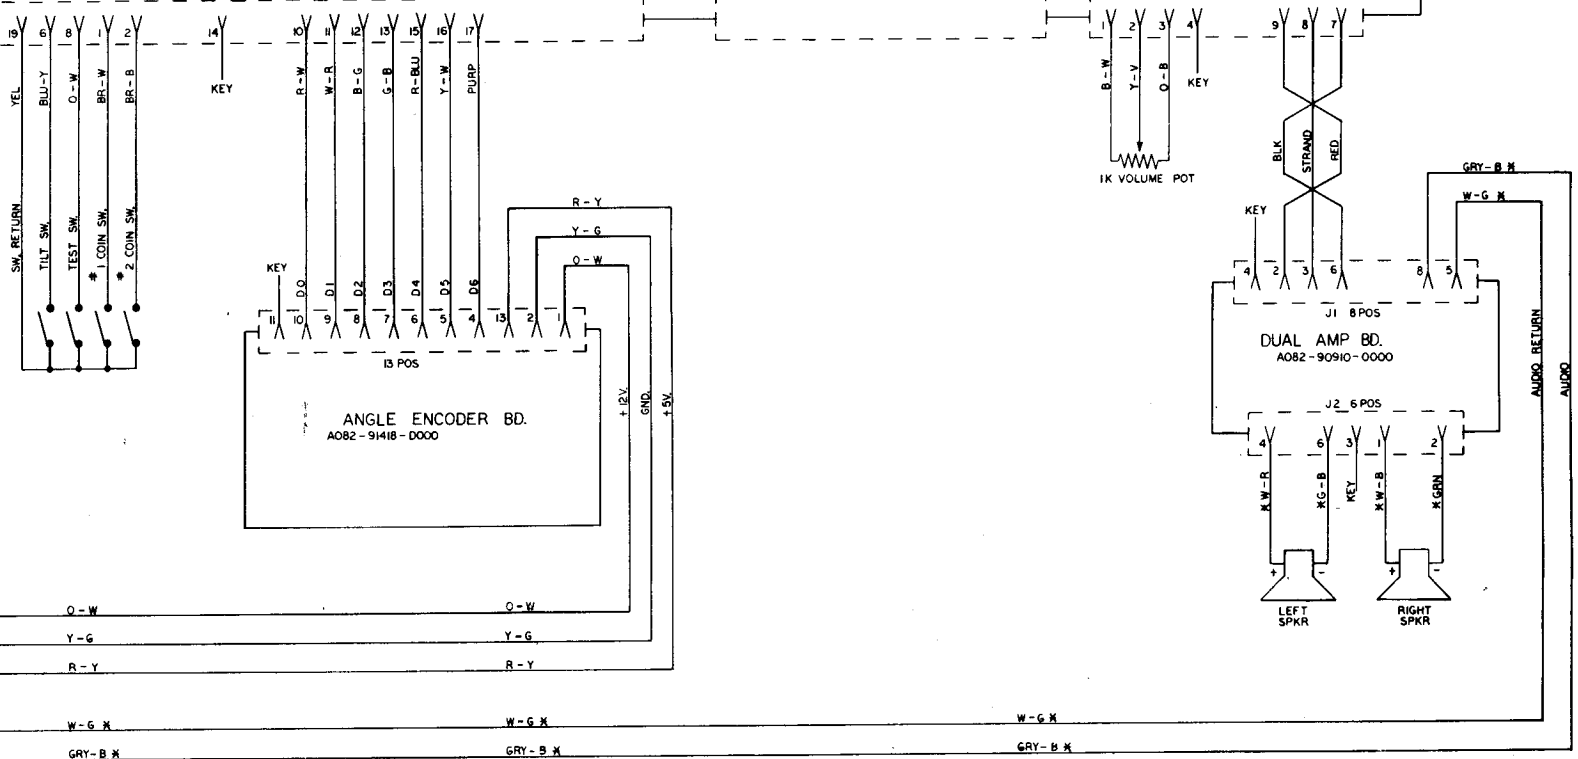 19 6 8 1 2 14 10 11 12 13 15 16 17
1 2 3 4 9 8 7
YEL
BLU-Y
O-W
BR-W
BR-B
KEY
R-W
W-R
B-G
G-B
R-BLU
Y-W
PURP
B-W
Y-V
O-B
KEY
1K VOLUME POT
BLK
STRAND
RED
GRY-B *
W-G *
SW. RETURN
TILT SW.
TEST SW.
* 1 COIN SW.
* 2 COIN SW.
R-Y
Y-G
O-W
KEY
D0
D1
D2
D3
D4
D5
D6
11 10 9 8 7 6 5 4 13 2 1
13 POS
ANGLE ENCODER BD.
A082-91418-D000
+12V.
GND.
+5V.
KEY
4 2 3 6 8 5
J1 8 POS
DUAL AMP BD.
A082-90910-0000
J2 6 POS
4 6 3 1 2
*W-R
*G-B
KEY
*W-B
*GRN
+ -
+ -
LEFT
SPKR
RIGHT
SPKR
AUDIO RETURN
AUDIO
O-W O-W
Y-G Y-G
R-Y R-Y
W-G * W-G * W-G *
GRY-B * GRY-B * GRY-B *